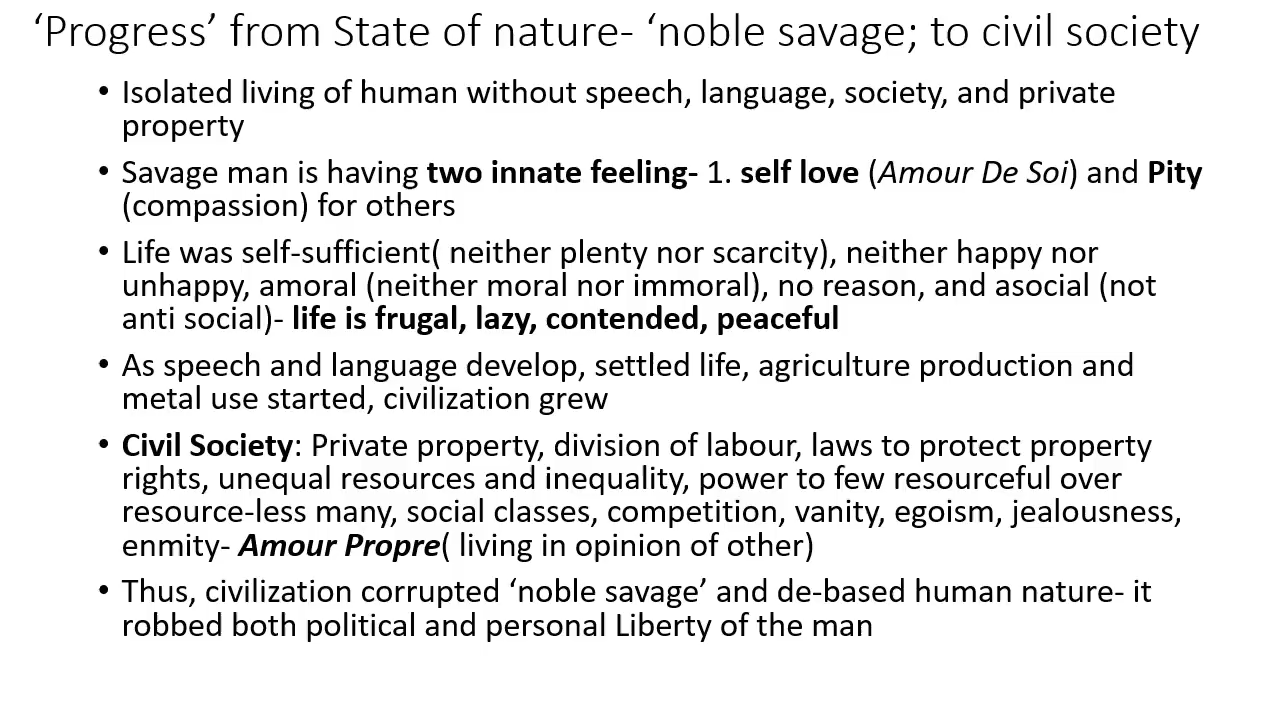 ‘Progress’ from State of nature- ‘noble savage; to civil society
• Isolated living of human without speech, language, society, and private
property
• Savage man is having two innate feeling- 1. self love (Amour De Soi) and Pity
(compassion) for others
• Life was self-sufficient( neither plenty nor scarcity), neither happy nor
unhappy, amoral (neither moral nor immoral), no reason, and asocial (not
anti social)- life is frugal, lazy, contended, peaceful
• As speech and language develop, settled life, agriculture production and
metal use started, civilization grew
• Civil Society: Private property, division of labour, laws to protect property
rights, unequal resources and inequality, power to few resourceful over
resource-less many, social classes, competition, vanity, egoism, jealousness,
enmity- Amour Propre( living in opinion of other)
• Thus, civilization corrupted ‘noble savage’ and de-based human nature- it
robbed both political and personal Liberty of the man